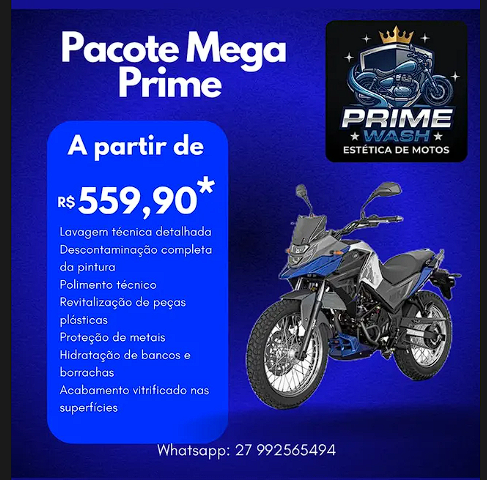 Pacote Mega
Prime
PRIME
WASH
ESTÉTICA DE MOTOS
A partir de
R$ 559,90*
Lavagem técnica detalhada
Descontaminação completa
da pintura
Polimento técnico
Revitalização de peças
plásticas
Proteção de metais
Hidratação de bancos e
borrachas
Acabamento vitrificado nas
superfícies
Whatsapp: 27 992565494